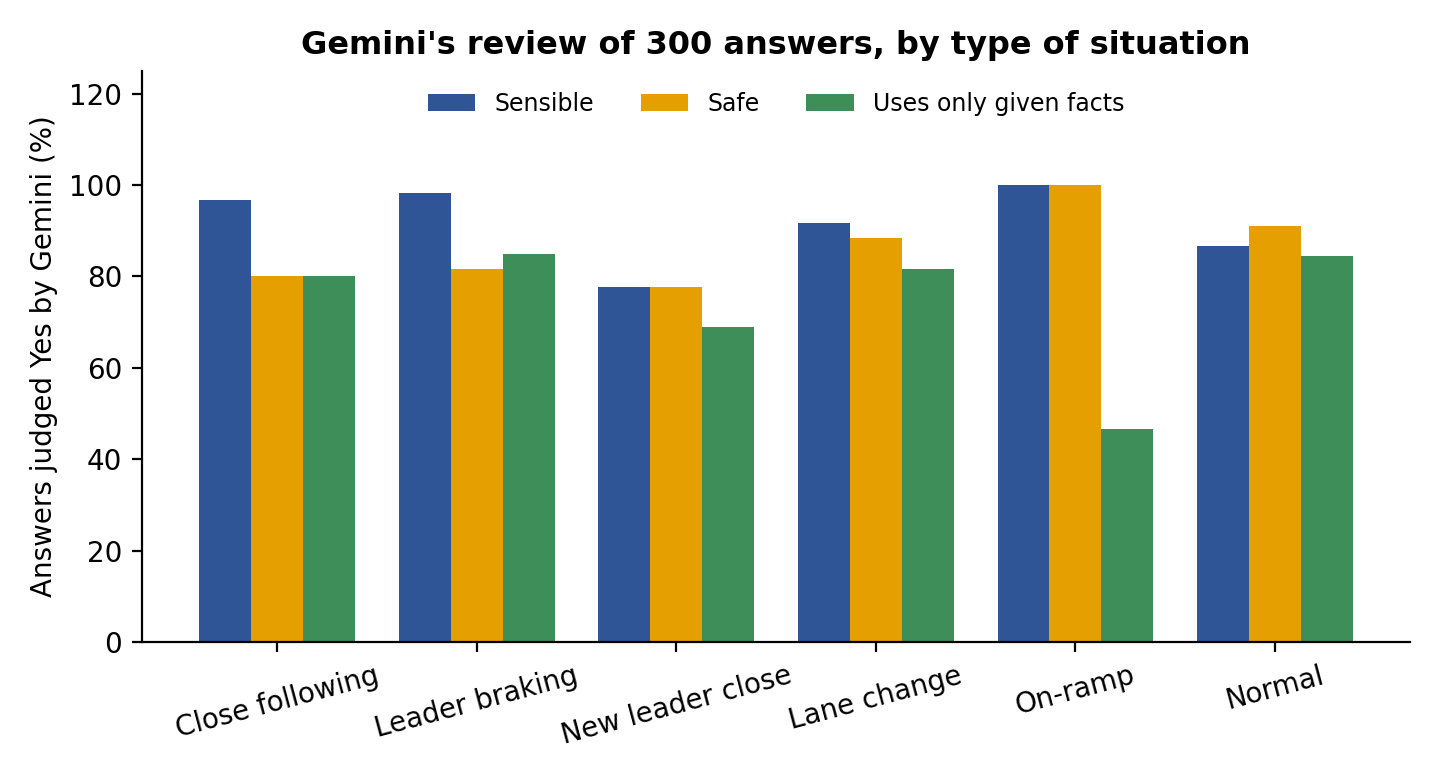 Gemini's review of 300 answers, by type of situation
Sensible Safe Uses only given facts
Answers judged Yes by Gemini (%)
120
100
80
60
40
20
0
Close following
Leader braking
New leader close
Lane change
On-ramp
Normal